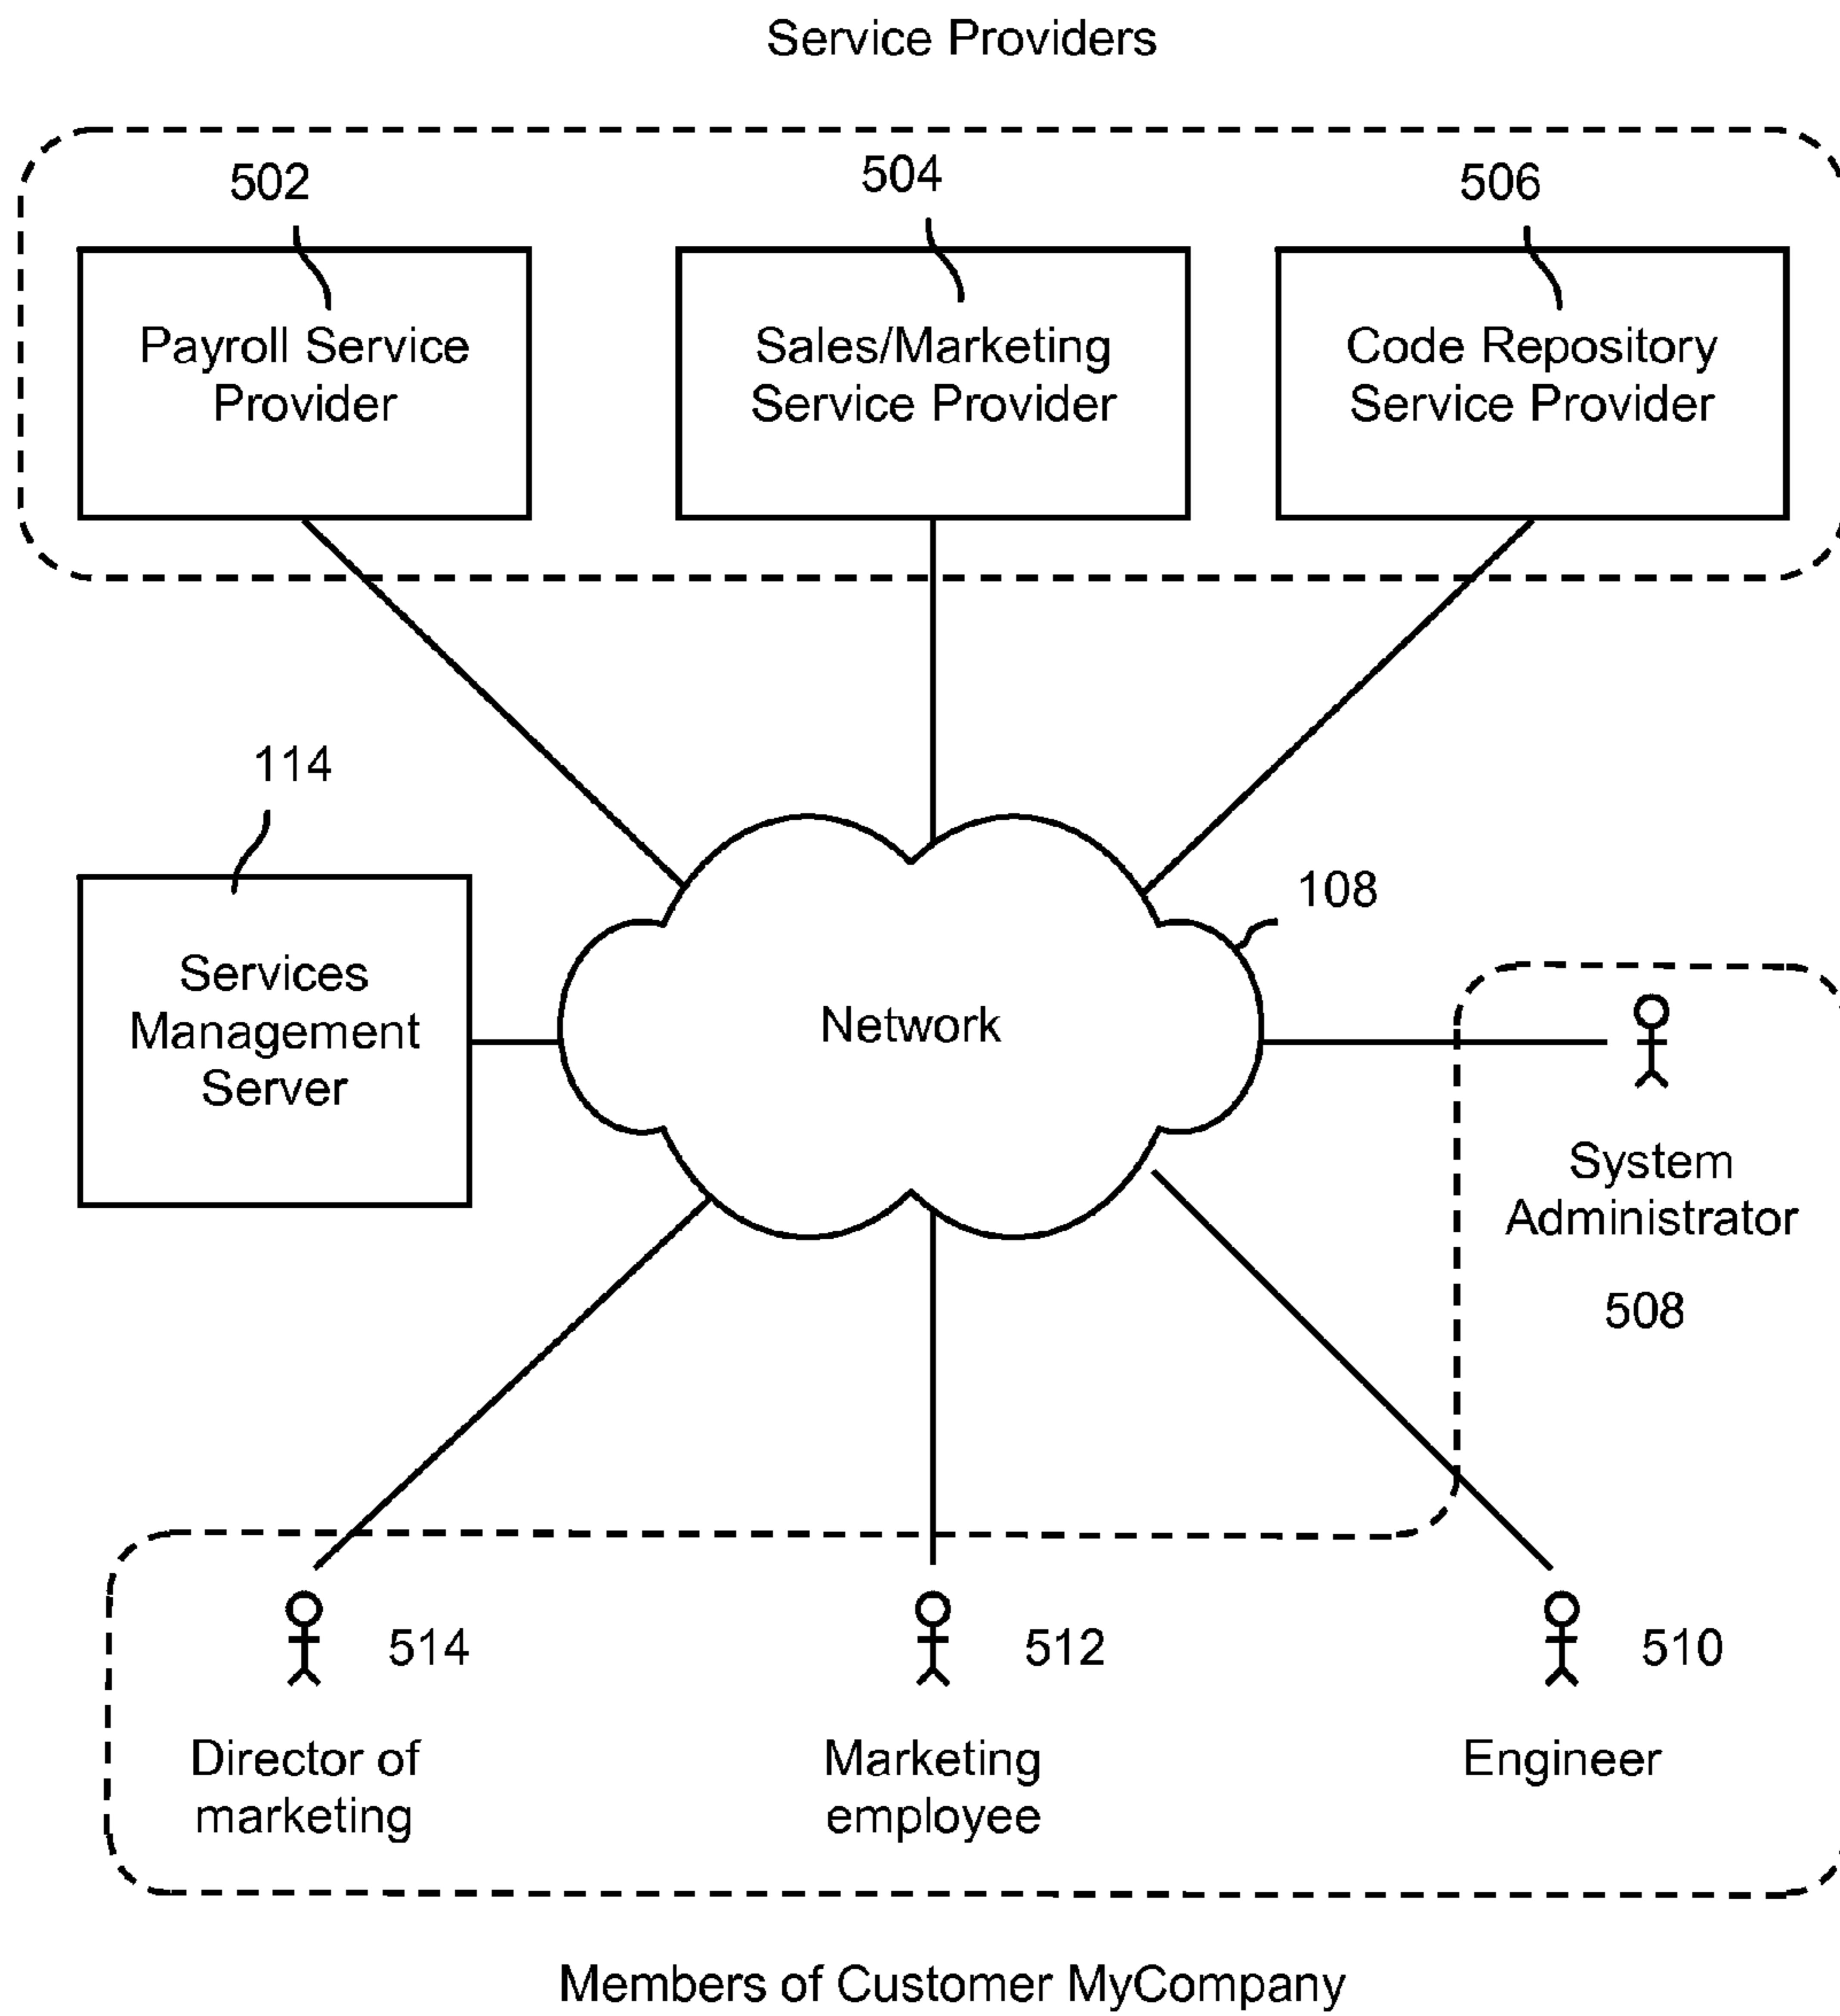 Service Providers
502
504
506
Payroll Service
Provider
Sales/Marketing
Service Provider
Code Repository
Service Provider
114
108
Services
Management
Server
Network
System
Administrator
508
514
512
510
Director of
marketing
Marketing
employee
Engineer
Members of Customer MyCompany